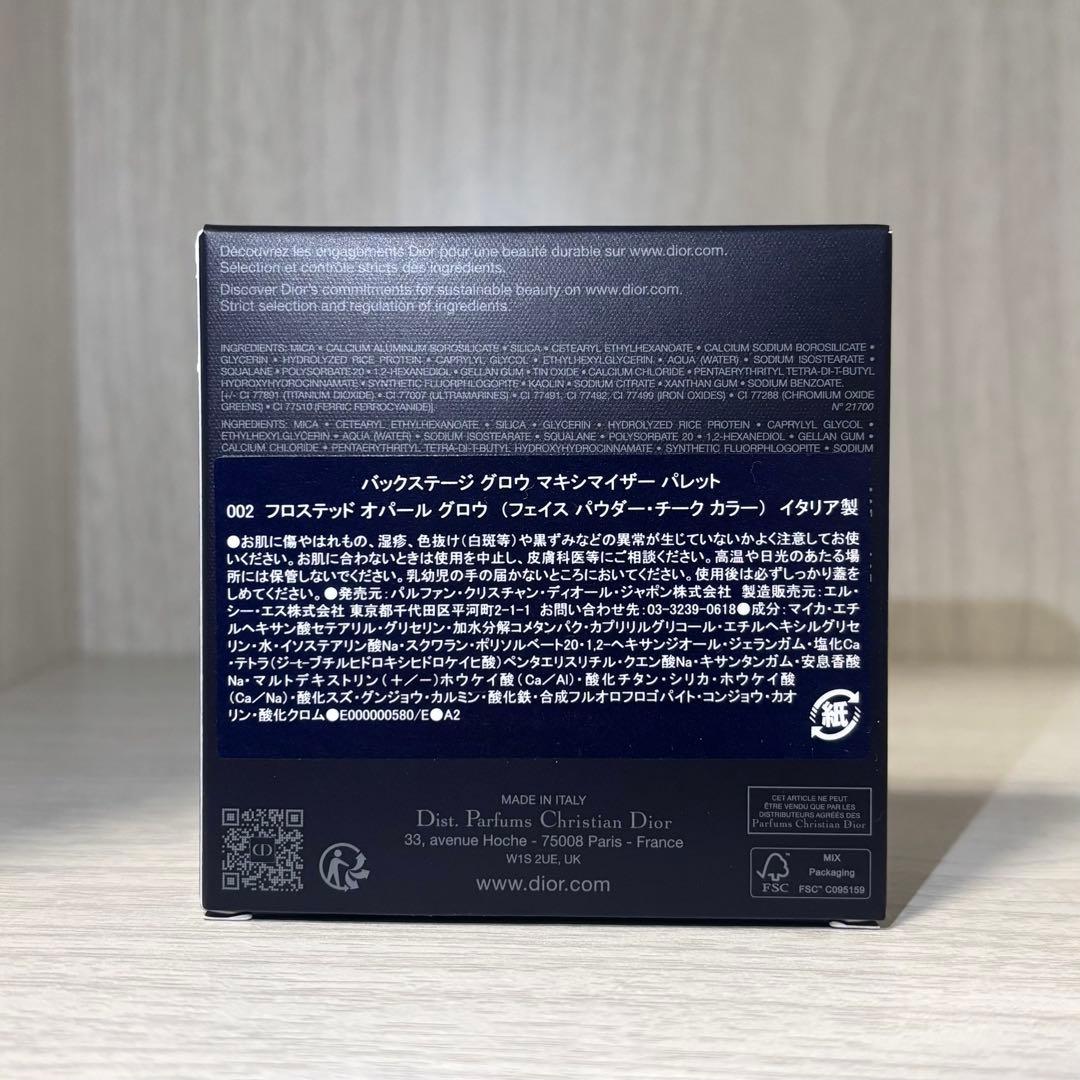 Découvrez les engagements Dior pour une beauté durable sur www.dior.com.
Sélection et contrôle stricts des ingrédients.
Discover Dior's commitments for sustainable beauty on www.dior.com.
Strict selection and regulation of ingredients.
INGREDIENTS: MICA • CALCIUM ALUMINUM BOROSILICATE • SILICA • CETEARYL ETHYLHEXANOATE • CALCIUM SODIUM BOROSILICATE •
GLYCERIN • HYDROLYZED RICE PROTEIN • CAPRYLYL GLYCOL • ETHYLHEXYLGLYCERIN • AQUA (WATER) • SODIUM ISOSTEARATE •
SQUALANE • POLYSORBATE 20 • 1,2-HEXANEDIOL • GELLAN GUM • TIN OXIDE • CALCIUM CHLORIDE • PENTAERYTHRITYL TETRA-DI-T-BUTYL
HYDROXYHYDROCINNAMATE • SYNTHETIC FLUORPHLOGOPITE • KAOLIN • SODIUM CITRATE • XANTHAN GUM • SODIUM BENZOATE.
[+/- CI 77891 (TITANIUM DIOXIDE) • CI 77007 (ULTRAMARINES) • CI 77491, CI 77492, CI 77499 (IRON OXIDES) • CI 77288 (CHROMIUM OXIDE
GREENS) • CI 77510 (FERRIC FERROCYANIDE)]. N° 21700
INGREDIENTS: MICA • CETEARYL ETHYLHEXANOATE • SILICA • GLYCERIN • HYDROLYZED RICE PROTEIN • CAPRYLYL GLYCOL •
ETHYLHEXYLGLYCERIN • AQUA (WATER) • SODIUM ISOSTEARATE • SQUALANE • POLYSORBATE 20 • 1,2-HEXANEDIOL • GELLAN GUM •
CALCIUM CHLORIDE • PENTAERYTHRITYL TETRA-DI-T-BUTYL HYDROXYHYDROCINNAMATE • SYNTHETIC FLUORPHLOGOPITE • SODIUM
バックステージ グロウ マキシマイザー パレット
002 フロステッド オパール グロウ（フェイス パウダー・チーク カラー） イタリア製
●お肌に傷やはれもの、湿疹、色抜け(白斑等)や黒ずみなどの異常が生じていないかよく注意してお使
いください。お肌に合わないときは使用を中止し、皮膚科医等にご相談ください。高温や日光のあたる場
所には保管しないでください。乳幼児の手の届かないところにおいてください。使用後は必ずしっかり蓋を
しめてください。●発売元：パルファン・クリスチャン・ディオール・ジャポン株式会社 製造販売元：エル・
シー・エス株式会社 東京都千代田区平河町2-1-1 お問い合わせ先：03-3239-0618●成分：マイカ・エチ
ルヘキサン酸セテアリル・グリセリン・加水分解コメタンパク・カプリリルグリコール・エチルヘキシルグリセ
リン・水・イソステアリン酸Na・スクワラン・ポリソルベート20・1,2-ヘキサンジオール・ジェランガム・塩化Ca
・テトラ(ジ-t-ブチルヒドロキシヒドロケイヒ酸)ペンタエリスリチル・クエン酸Na・キサンタンガム・安息香酸
Na・マルトデキストリン（＋／－）ホウケイ酸（Ca／Al）・酸化チタン・シリカ・ホウケイ酸
（Ca／Na）・酸化スズ・グンジョウ・カルミン・酸化鉄・合成フルオロフロゴパイト・コンジョウ・カオ
リン・酸化クロム●E000000580/E●A2
紙
MADE IN ITALY
Dist. Parfums Christian Dior
33, avenue Hoche - 75008 Paris - France
W1S 2UE, UK
www.dior.com
CD
CET ARTICLE NE PEUT
ÊTRE VENDU QUE PAR LES
DISTRIBUTEURS AGRÉÉS DES
Parfums Christian Dior
FSC
MIX
Packaging
FSC™ C095159